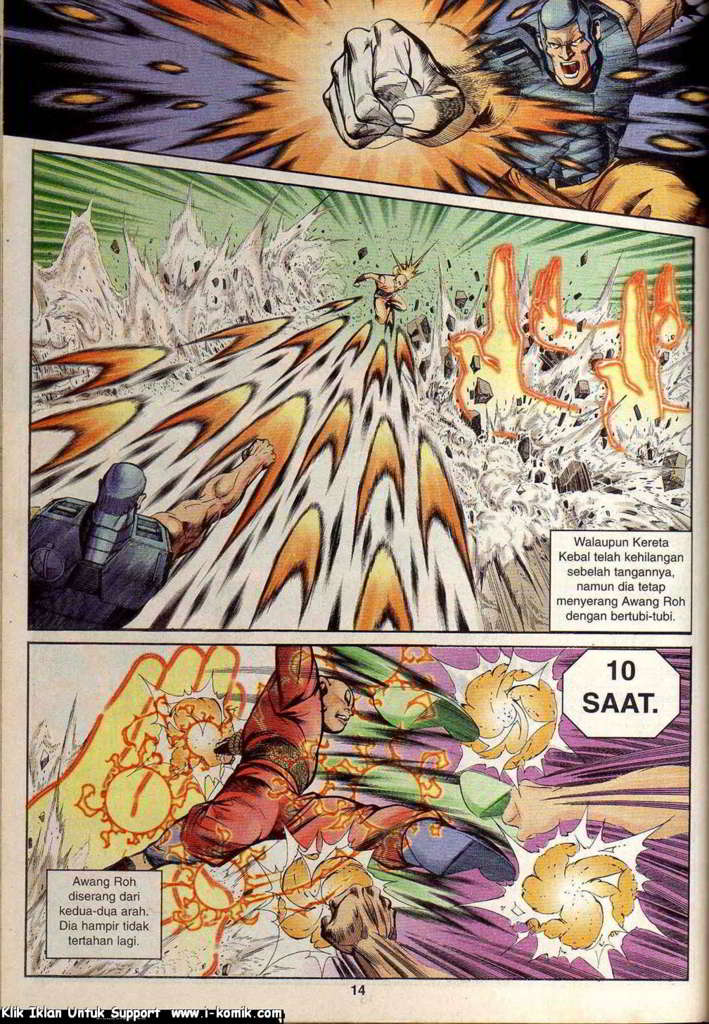 Walaupun Kereta
Kebal telah kehilangan
sebelah tangannya,
namun dia tetap
menyerang Awang Roh
dengan bertubi-tubi.
10
SAAT.
Awang Roh
diserang dari
kedua-dua arah.
Dia hampir tidak
tertahan lagi.
14
Klik Iklan Untuk Support www.i-komik.com